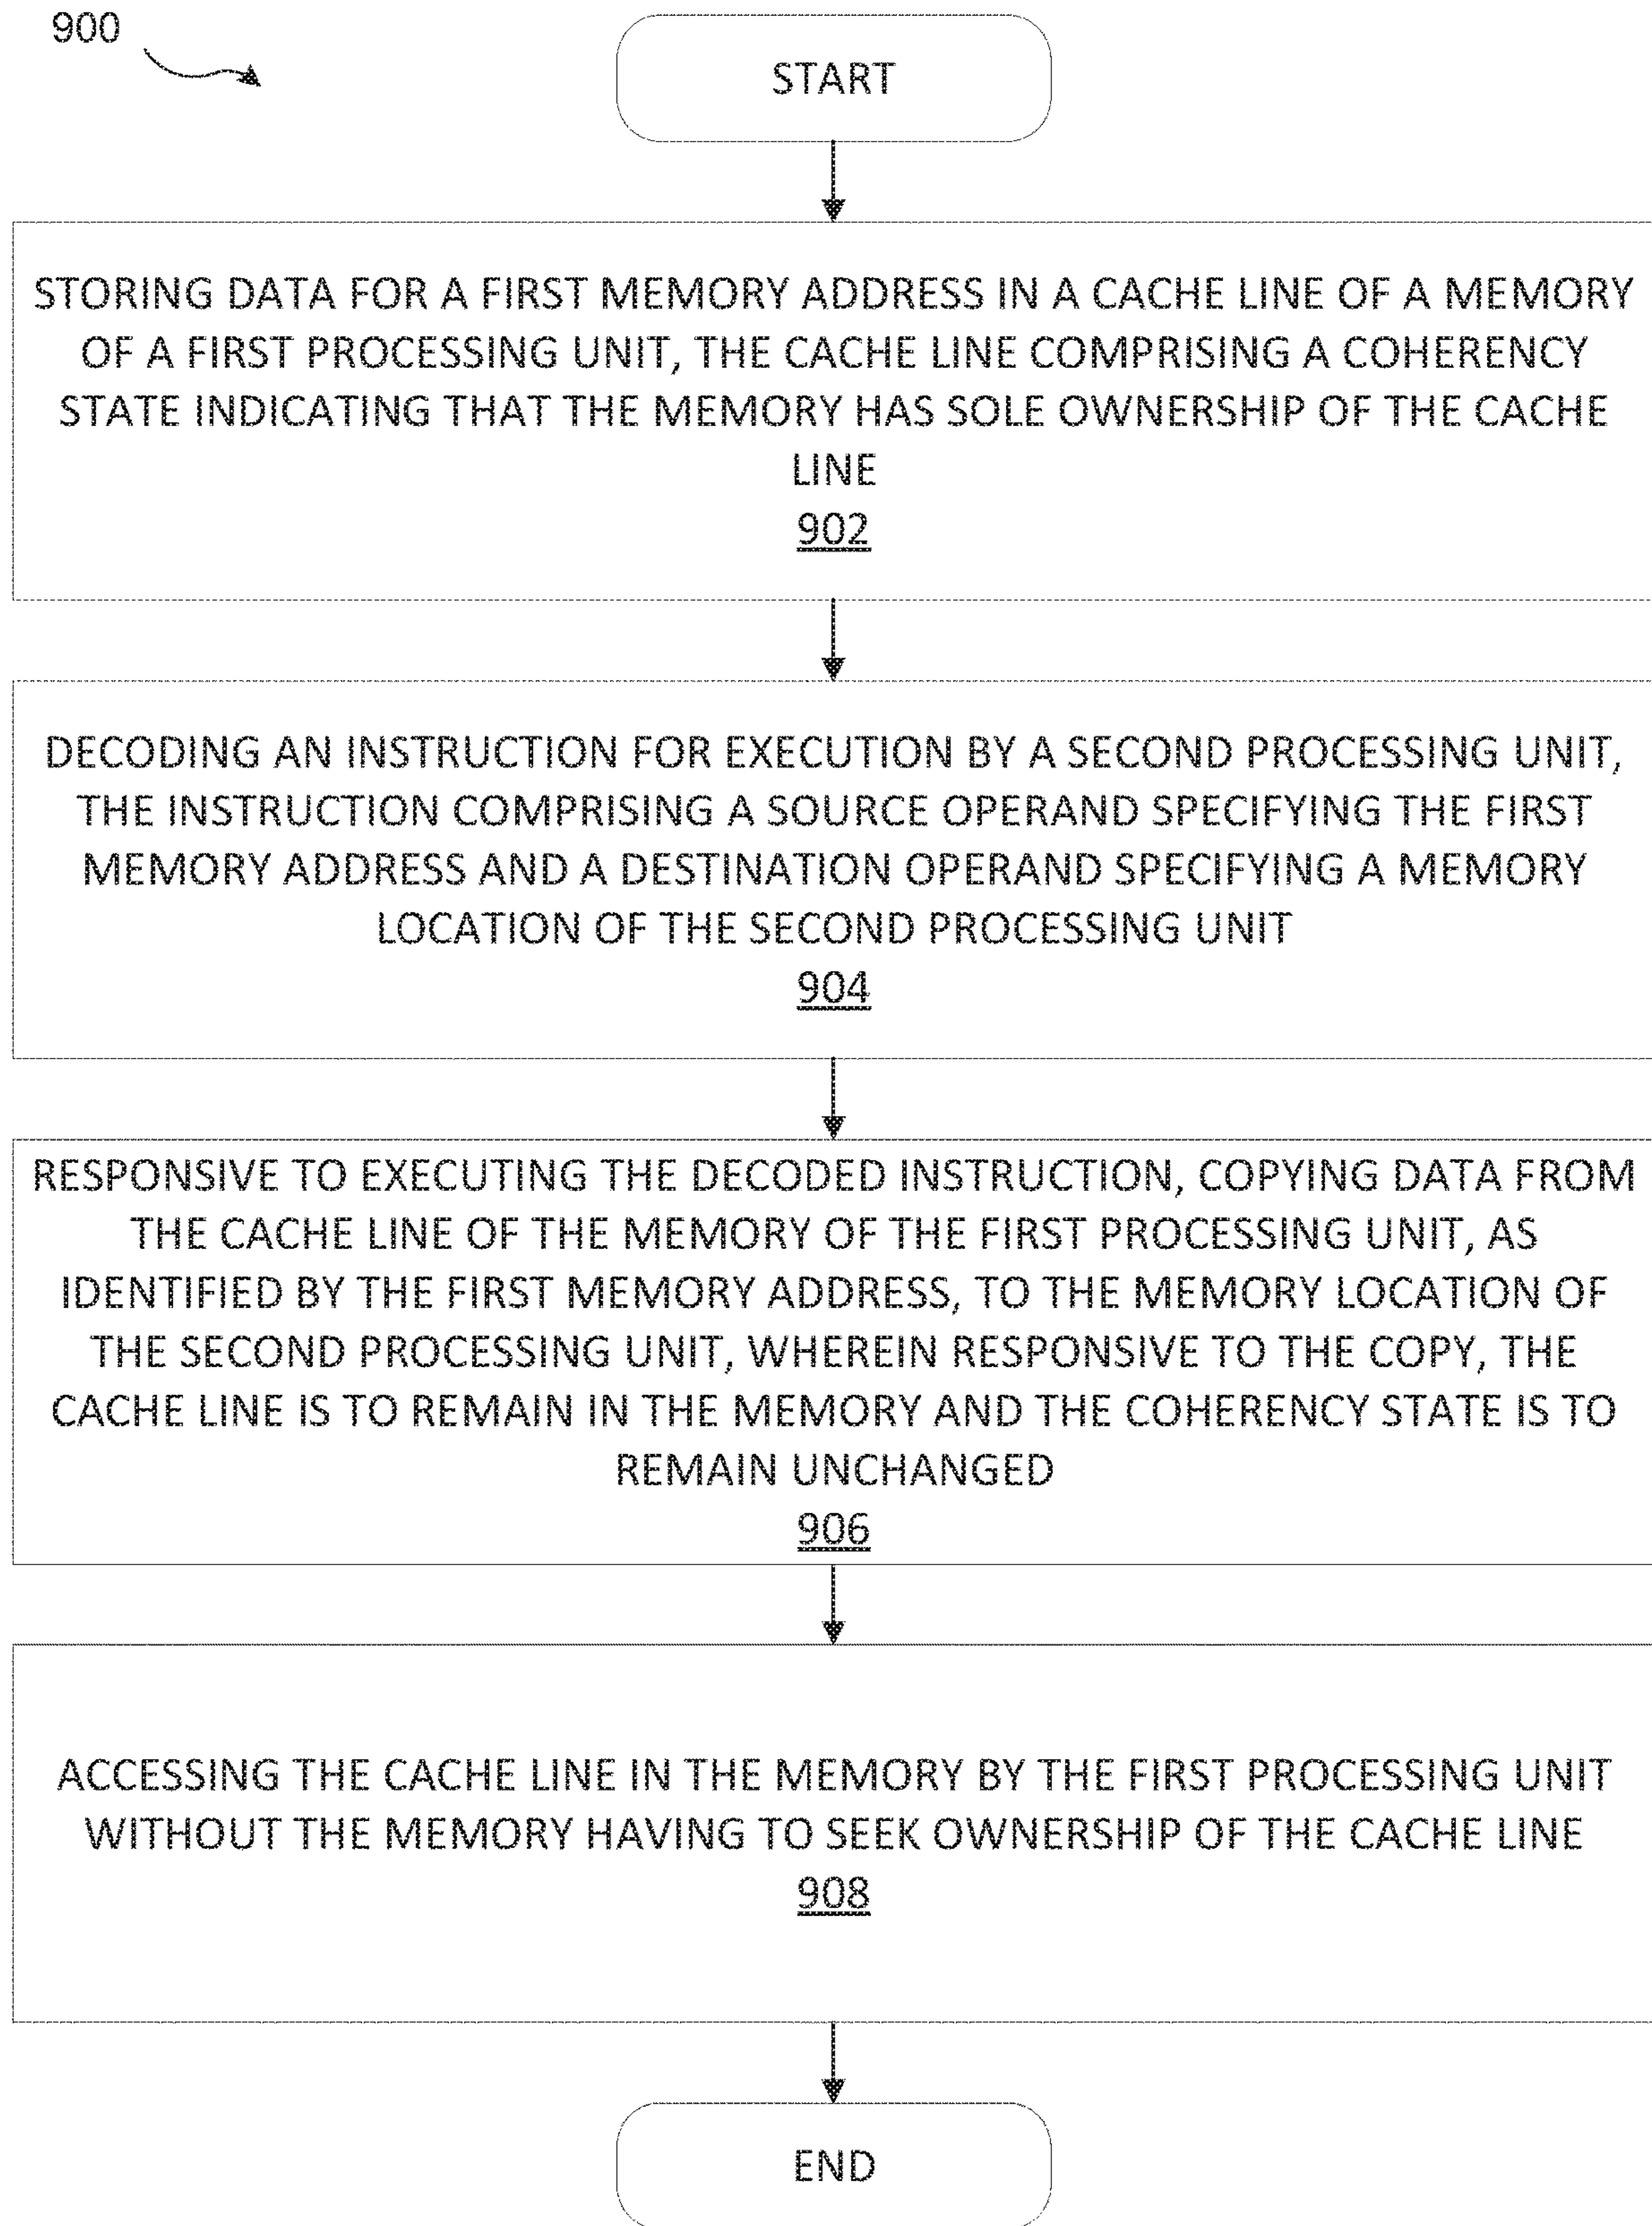 900
START
STORING DATA FOR A FIRST MEMORY ADDRESS IN A CACHE LINE OF A MEMORY
OF A FIRST PROCESSING UNIT, THE CACHE LINE COMPRISING A COHERENCY
STATE INDICATING THAT THE MEMORY HAS SOLE OWNERSHIP OF THE CACHE
LINE
902
DECODING AN INSTRUCTION FOR EXECUTION BY A SECOND PROCESSING UNIT,
THE INSTRUCTION COMPRISING A SOURCE OPERAND SPECIFYING THE FIRST
MEMORY ADDRESS AND A DESTINATION OPERAND SPECIFYING A MEMORY
LOCATION OF THE SECOND PROCESSING UNIT
904
RESPONSIVE TO EXECUTING THE DECODED INSTRUCTION, COPYING DATA FROM
THE CACHE LINE OF THE MEMORY OF THE FIRST PROCESSING UNIT, AS
IDENTIFIED BY THE FIRST MEMORY ADDRESS, TO THE MEMORY LOCATION OF
THE SECOND PROCESSING UNIT, WHEREIN RESPONSIVE TO THE COPY, THE
CACHE LINE IS TO REMAIN IN THE MEMORY AND THE COHERENCY STATE IS TO
REMAIN UNCHANGED
906
ACCESSING THE CACHE LINE IN THE MEMORY BY THE FIRST PROCESSING UNIT
WITHOUT THE MEMORY HAVING TO SEEK OWNERSHIP OF THE CACHE LINE
908
END